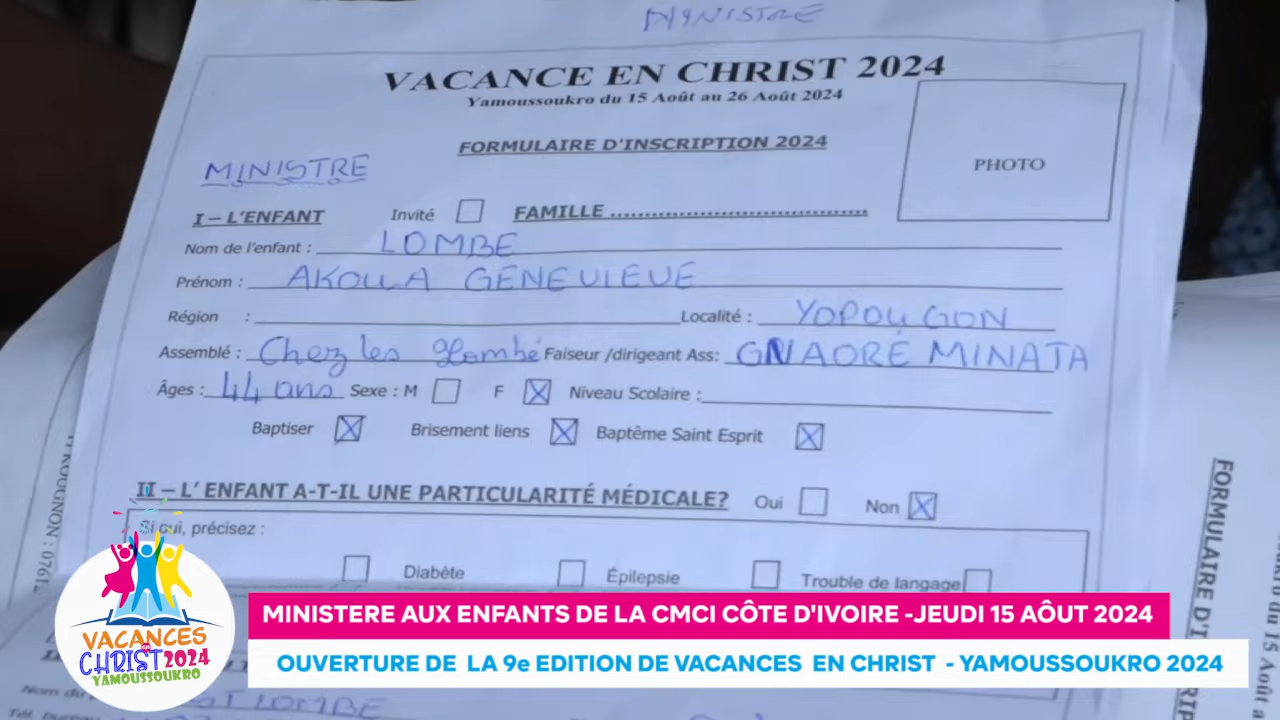 MINISTRE
VACANCE EN CHRIST 2024
Yamoussoukro du 15 Août au 26 Août 2024
FORMULAIRE D'INSCRIPTION 2024
PHOTO
MINISTRE
I – L'ENFANT Invité FAMILLE ..............................................
Nom de l'enfant : LOMBE
Prénom : AKOUA GENEVIEVE
Région : Localité : YOPOUGON
Assemblé : Chez les Lombé Faiseur /dirigeant Ass: GNAORE MINATA
Âges : 44 ans Sexe : M F Niveau Scolaire :
Baptiser Brisement liens Baptême Saint Esprit
II – L' ENFANT A-T-IL UNE PARTICULARITÉ MÉDICALE? Oui Non
Si oui, précisez :
Diabète Épilepsie Trouble de langage
MINISTERE AUX ENFANTS DE LA CMCI CÔTE D'IVOIRE -JEUDI 15 AÔUT 2024
OUVERTURE DE LA 9e EDITION DE VACANCES EN CHRIST - YAMOUSSOUKRO 2024
VACANCES
EN
CHRIST 2024
YAMOUSSOUKRO
LOMBE
FORMULAIRE D'I
du 15 Août a